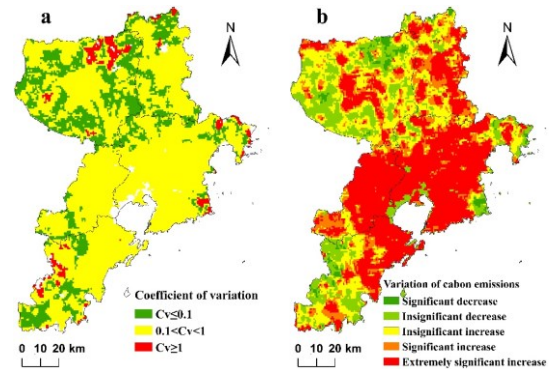 a
N
Coefficient of variation
Cv≤0.1
0.1<Cv<1
Cv≥1
0 10 20 km
b
N
Variation of cabon emissions
Significant decrease
Insignificant decrease
Insignificant increase
Significant increase
Extremely significant increase
0 10 20 km